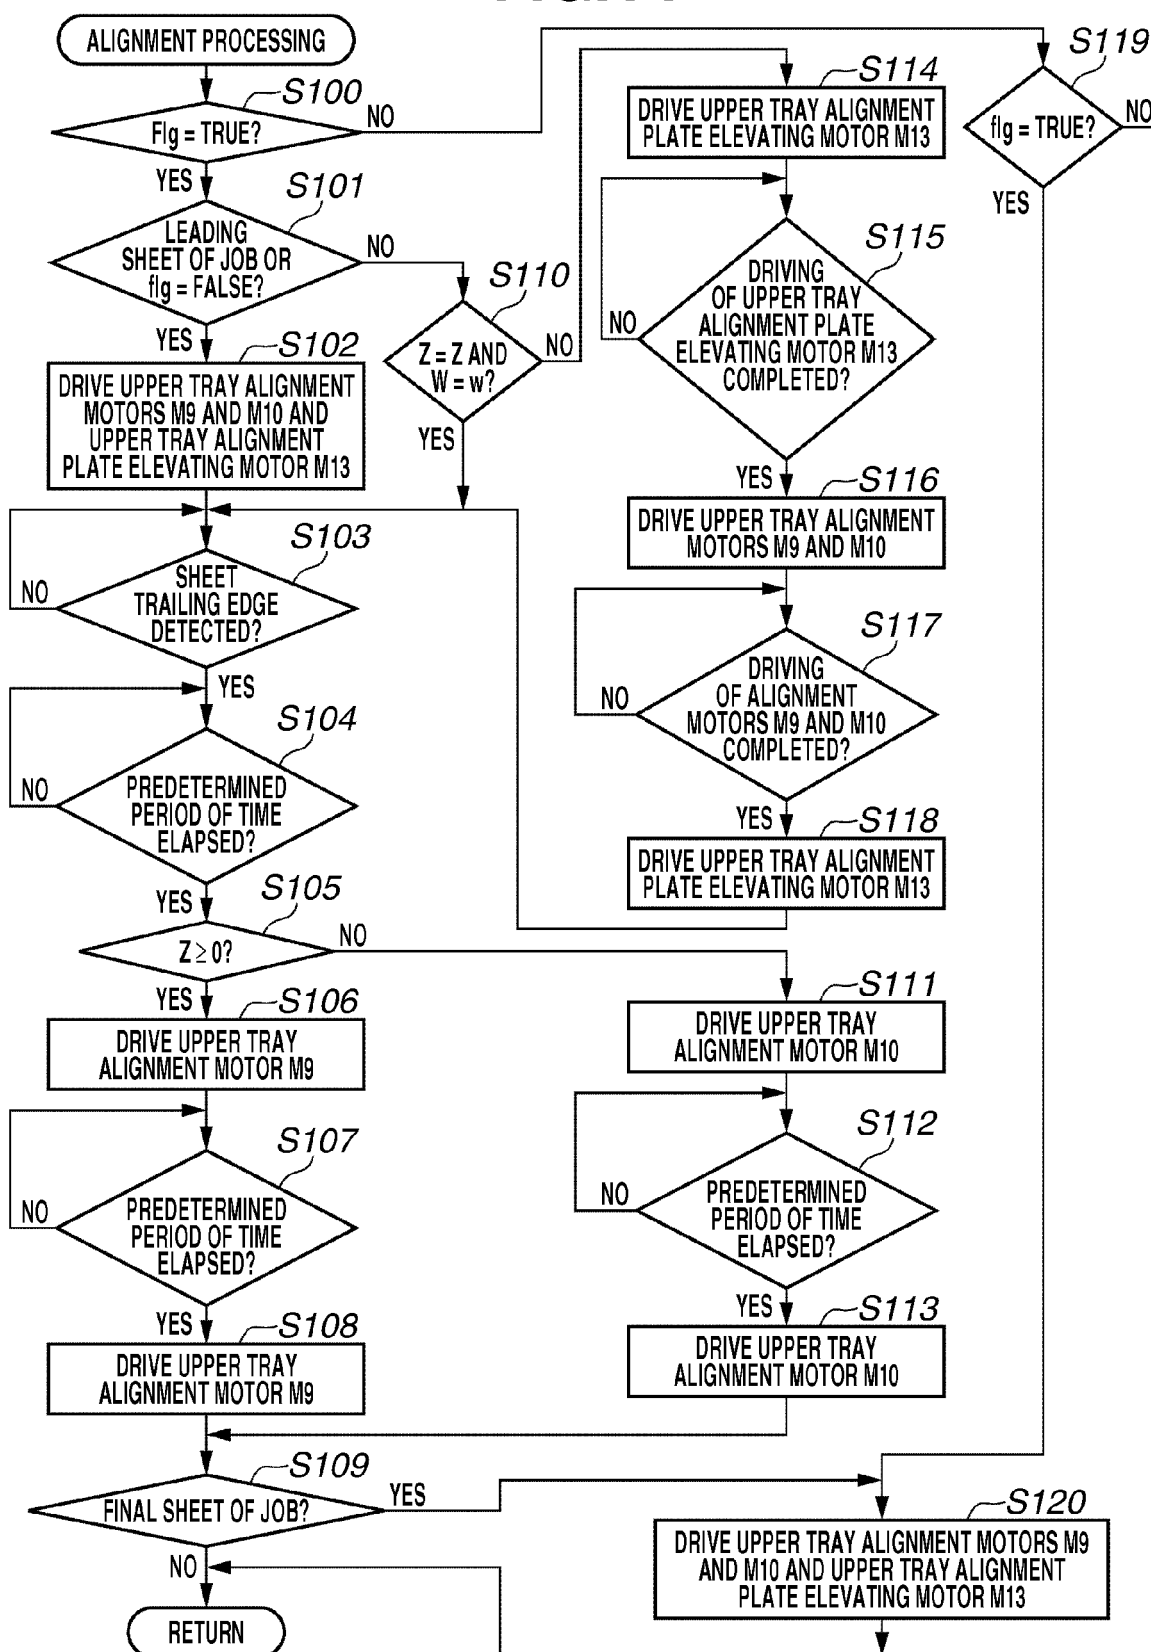 ALIGNMENT PROCESSING
S100
Flg = TRUE?
NO
YES
S101
LEADING
SHEET OF JOB OR
flg = FALSE?
NO
YES
S102
DRIVE UPPER TRAY ALIGNMENT
MOTORS M9 AND M10 AND
UPPER TRAY ALIGNMENT
PLATE ELEVATING MOTOR M13
S110
Z = Z AND
W = w?
NO
YES
S103
SHEET
TRAILING EDGE
DETECTED?
NO
YES
S104
PREDETERMINED
PERIOD OF TIME
ELAPSED?
NO
YES
S105
Z ≥ 0?
NO
YES
S106
DRIVE UPPER TRAY
ALIGNMENT MOTOR M9
S107
PREDETERMINED
PERIOD OF TIME
ELAPSED?
NO
YES
S108
DRIVE UPPER TRAY
ALIGNMENT MOTOR M9
S109
FINAL SHEET OF JOB?
YES
NO
RETURN
S114
DRIVE UPPER TRAY ALIGNMENT
PLATE ELEVATING MOTOR M13
S115
DRIVING
OF UPPER TRAY
ALIGNMENT PLATE
ELEVATING MOTOR M13
COMPLETED?
NO
YES
S116
DRIVE UPPER TRAY ALIGNMENT
MOTORS M9 AND M10
S117
DRIVING
OF ALIGNMENT
MOTORS M9 AND M10
COMPLETED?
NO
YES
S118
DRIVE UPPER TRAY ALIGNMENT
PLATE ELEVATING MOTOR M13
S111
DRIVE UPPER TRAY
ALIGNMENT MOTOR M10
S112
PREDETERMINED
PERIOD OF TIME
ELAPSED?
NO
YES
S113
DRIVE UPPER TRAY
ALIGNMENT MOTOR M10
S119
flg = TRUE?
NO
YES
S120
DRIVE UPPER TRAY ALIGNMENT MOTORS M9
AND M10 AND UPPER TRAY ALIGNMENT
PLATE ELEVATING MOTOR M13